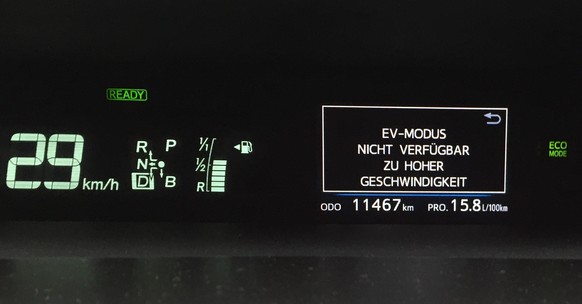 READY
29 km/h
R P
N
D B
1/1
1/2
R
EV-MODUS
NICHT VERFÜGBAR
ZU HOHER
GESCHWINDIGKEIT
ODO 11467 km PRO. 15.8 L/100km
ECO
MODE